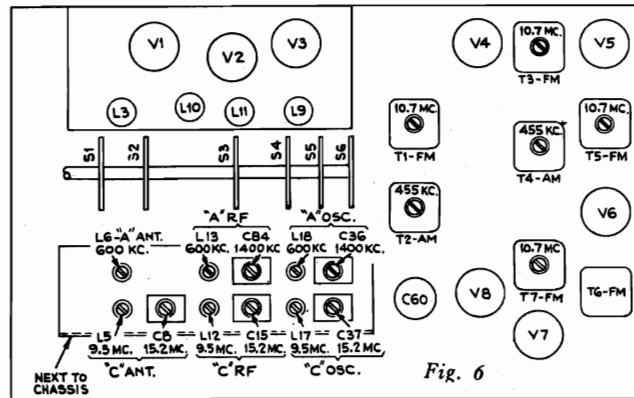 V1
V2
V3
V4
10.7 MC.
T3-FM
V5
L3
L10
L11
L9
10.7 MC.
T1-FM
455 KC.
T4-AM
10.7 MC.
T5-FM
S1
S2
S3
S4
S5
S6
455 KC.
T2-AM
V6
"A" RF
"A" OSC.
L6-"A" ANT.
600 KC.
L13
600 KC.
C84
1400 KC
L18
600 KC
C36
1400 KC.
10.7 MC
T7-FM
T6-FM
C60
V8
V7
L5
9.5 MC.
C8
15.2 MC.
L12
9.5 MC.
C15
15.2 MC.
L17
9.5 MC.
C37
15.2 MC.
NEXT TO
CHASSIS
"C" ANT.
"C" RF
"C" OSC.
Fig. 6